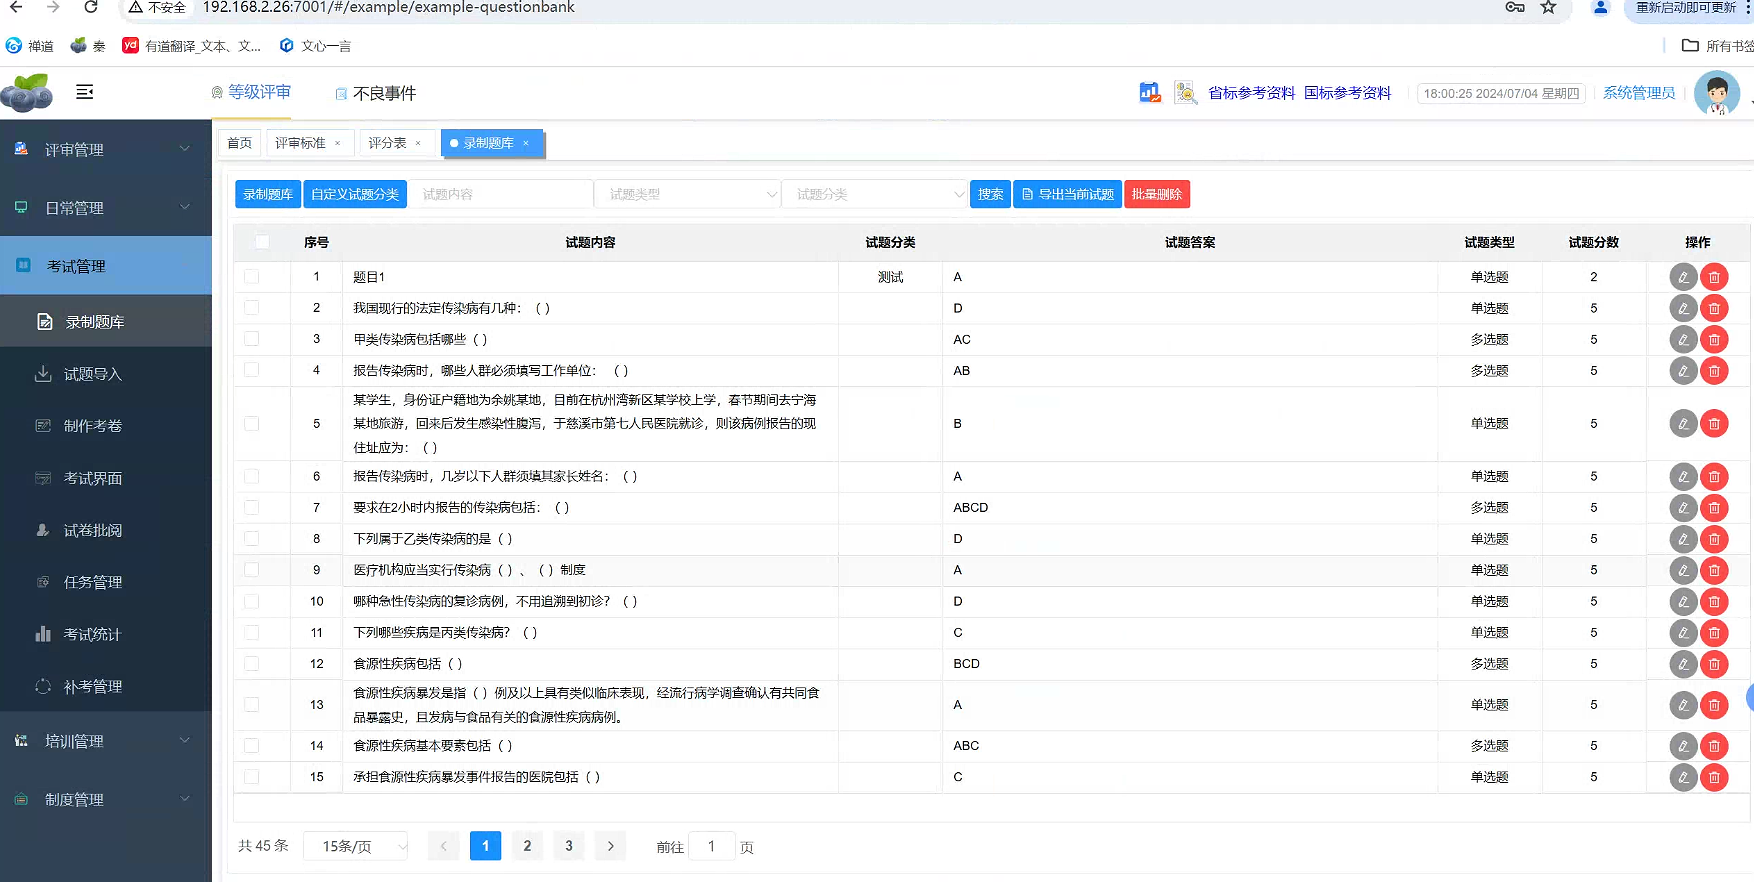 不安全 192.168.2.26:7001/#/example/example-questionbank 重新启动即可更新
禅道 秦 yd 有道翻译_文本、文... 文心一言 所有书签
等级评审 不良事件 省标参考资料 国标参考资料 18:00:25 2024/07/04 星期四 系统管理员
评审管理
日常管理
考试管理
录制题库
试题导入
制作考卷
考试界面
试卷批阅
任务管理
考试统计
补考管理
培训管理
制度管理
首页 评审标准 × 评分表 × 录制题库 ×
录制题库 自定义试题分类 试题内容 试题类型 试题分类 搜索 导出当前试题 批量删除
序号 试题内容 试题分类 试题答案 试题类型 试题分数 操作
1 题目1 测试 A 单选题 2
2 我国现行的法定传染病有几种：（ ） D 单选题 5
3 甲类传染病包括哪些（ ） AC 多选题 5
4 报告传染病时，哪些人群必须填写工作单位：（ ） AB 多选题 5
某学生，身份证户籍地为余姚某地，目前在杭州湾新区某学校上学，春节期间去宁海
5 某地旅游，回来后发生感染性腹泻，于慈溪市第七人民医院就诊，则该病例报告的现 B 单选题 5
住址应为：（ ）
6 报告传染病时，几岁以下人群须填其家长姓名：（ ） A 单选题 5
7 要求在2小时内报告的传染病包括：（ ） ABCD 多选题 5
8 下列属于乙类传染病的是（ ） D 单选题 5
9 医疗机构应当实行传染病（ ）、（ ）制度 A 单选题 5
10 哪种急性传染病的复诊病例，不用追溯到初诊？（ ） D 单选题 5
11 下列哪些疾病是丙类传染病？（ ） C 单选题 5
12 食源性疾病包括（ ） BCD 多选题 5
食源性疾病暴发是指（ ）例及以上具有类似临床表现，经流行病学调查确认有共同食
13 品暴露史，且发病与食品有关的食源性疾病病例。 A 单选题 5
14 食源性疾病基本要素包括（ ） ABC 多选题 5
15 承担食源性疾病暴发事件报告的医院包括（ ） C 单选题 5
共 45 条 15条/页 1 2 3 前往 1 页